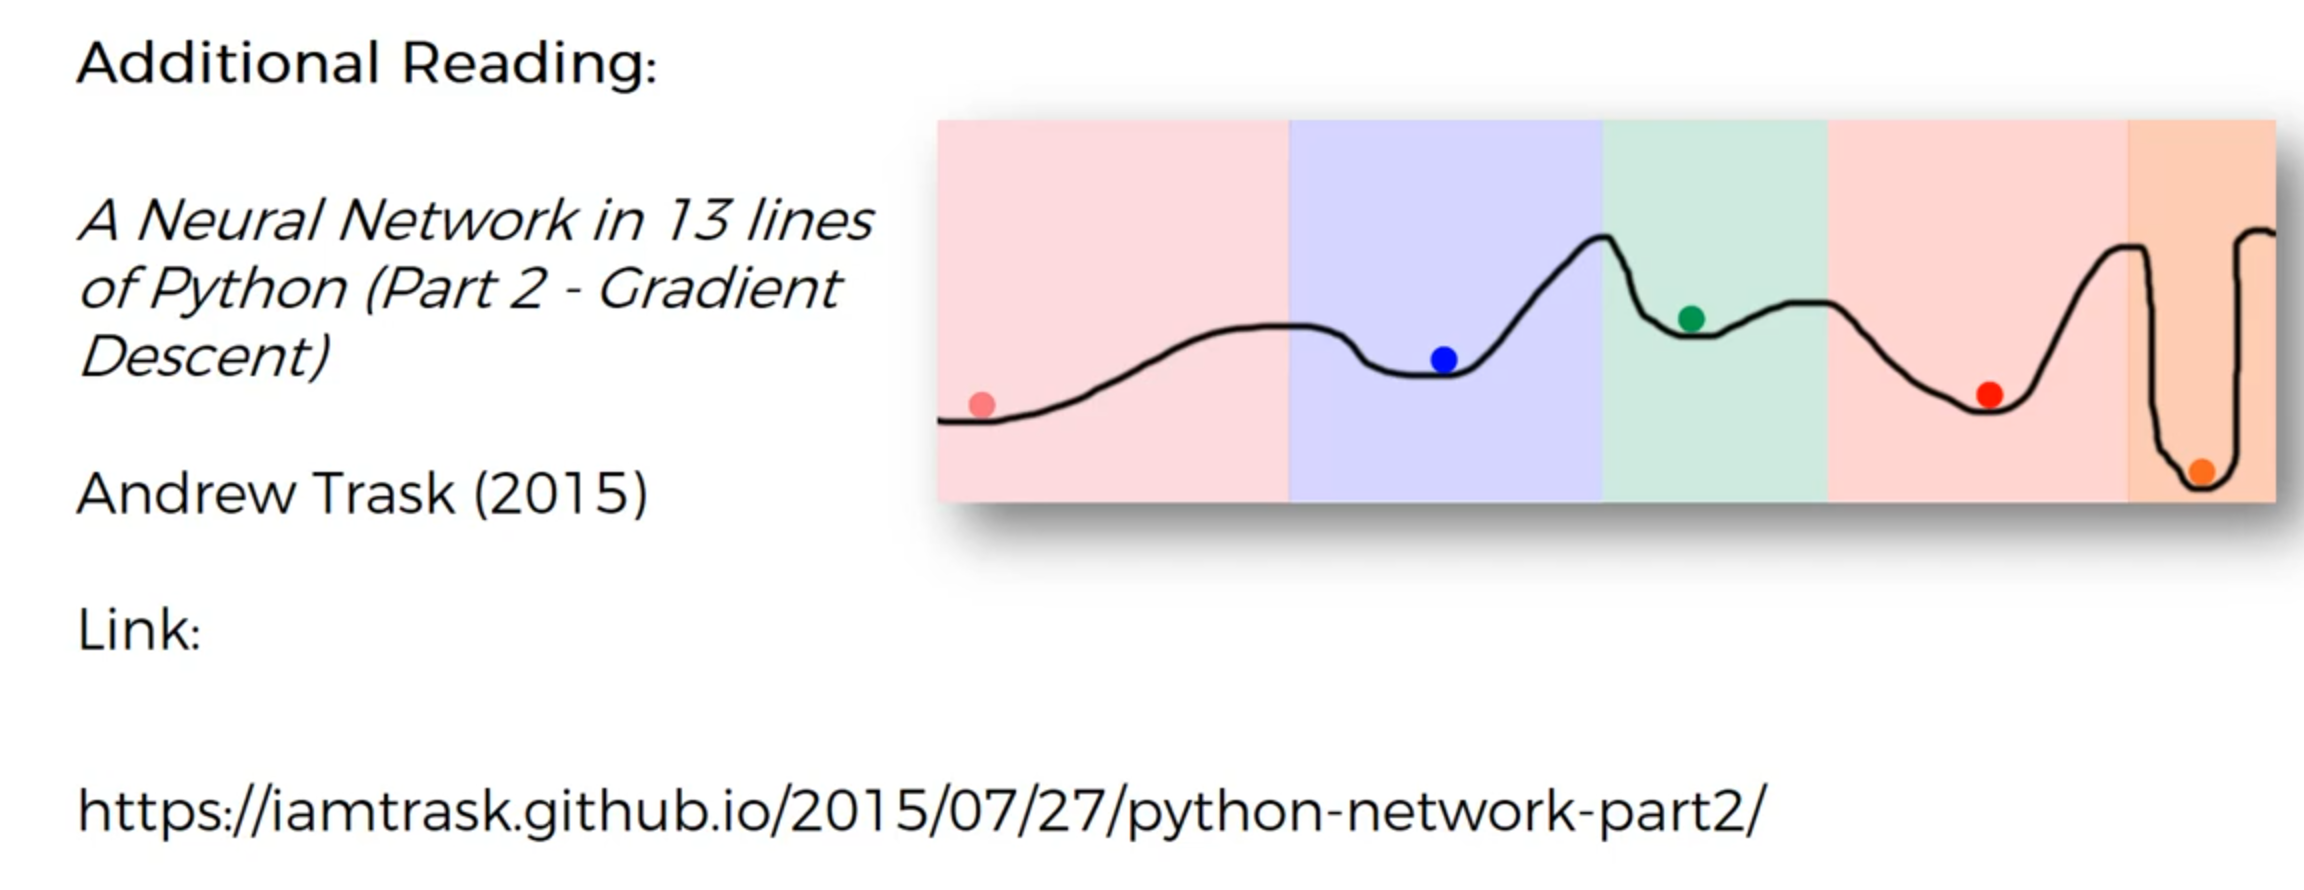 Additional Reading:
A Neural Network in 13 lines
of Python (Part 2 - Gradient
Descent)
Andrew Trask (2015)
Link:
https://iamtrask.github.io/2015/07/27/python-network-part2/